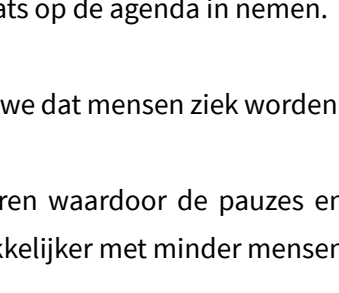 ats op de agenda in nemen.
we dat mensen ziek worden
ren waardoor de pauzes en
kkelijker met minder mensen